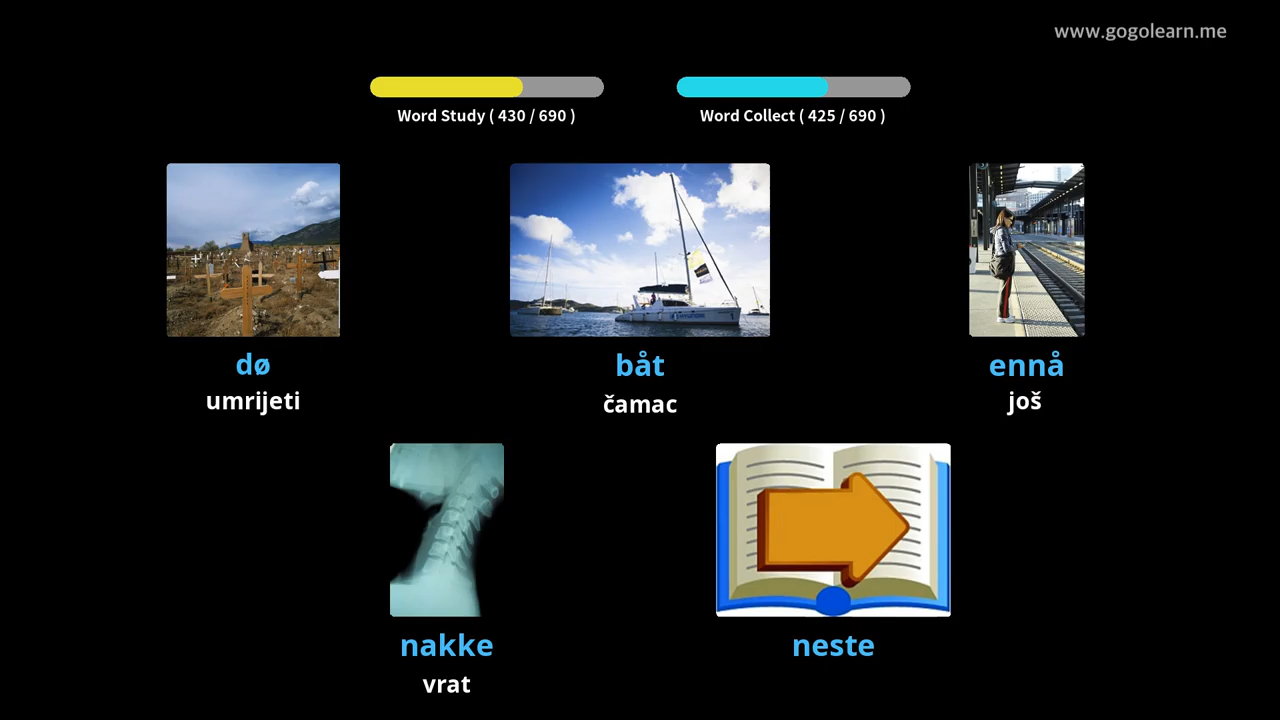 www.gogolearn.me
Word Study ( 430 / 690 )
Word Collect ( 425 / 690 )
dø
umrijeti
båt
čamac
ennå
još
nakke
vrat
neste